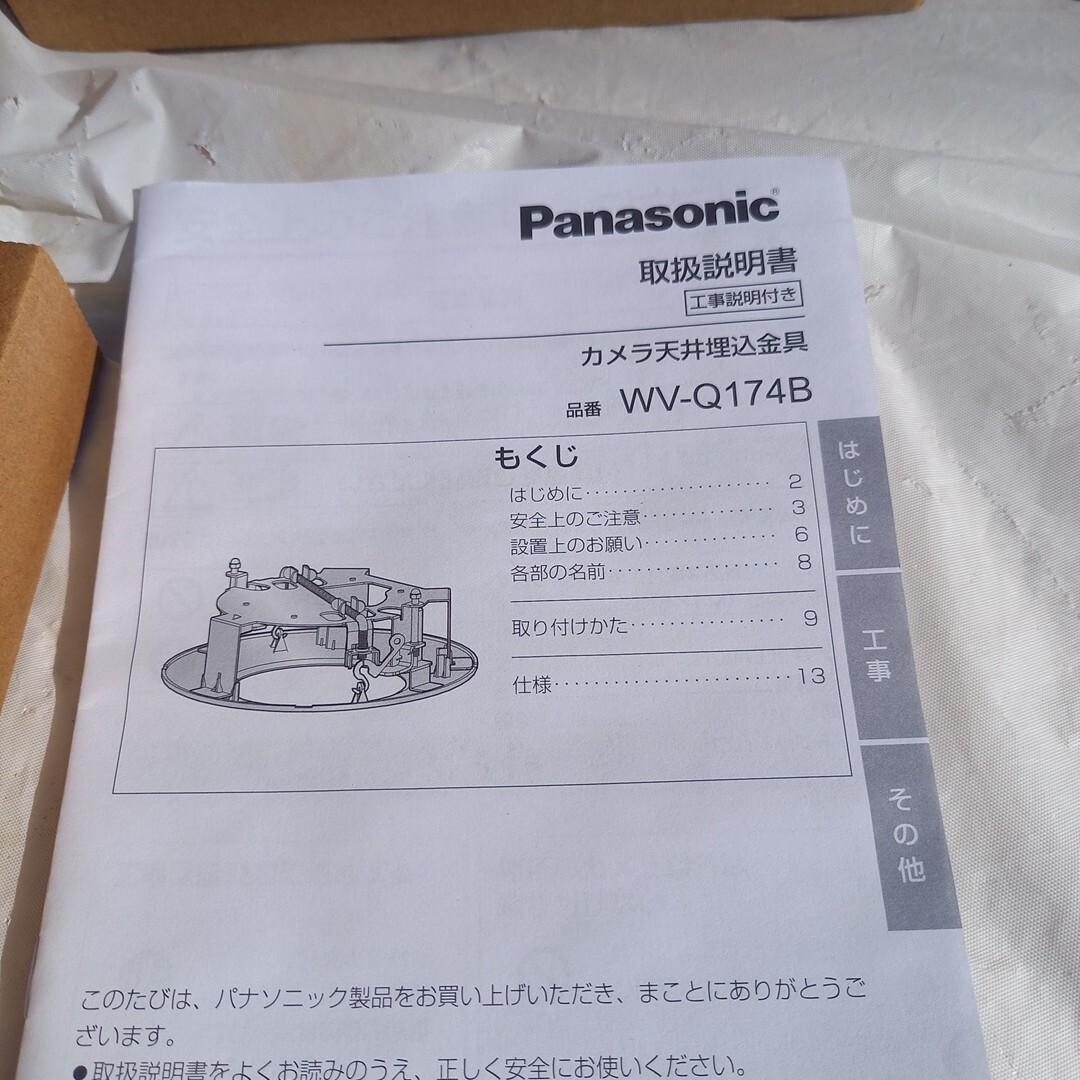 Panasonic®
取扱説明書
工事説明付き
カメラ天井埋込金具
品番 WV-Q174B
もくじ
はじめに·····················2
安全上のご注意··············3
設置上のお願い··············6
各部の名前··················8
取り付けかた················9
仕様························13
はじめに
工事
その他
このたびは、パナソニック製品をお買い上げいただき、まことにありがとうご
ざいます。
●取扱説明書をよくお読みのうえ、正しく安全にお使いください。